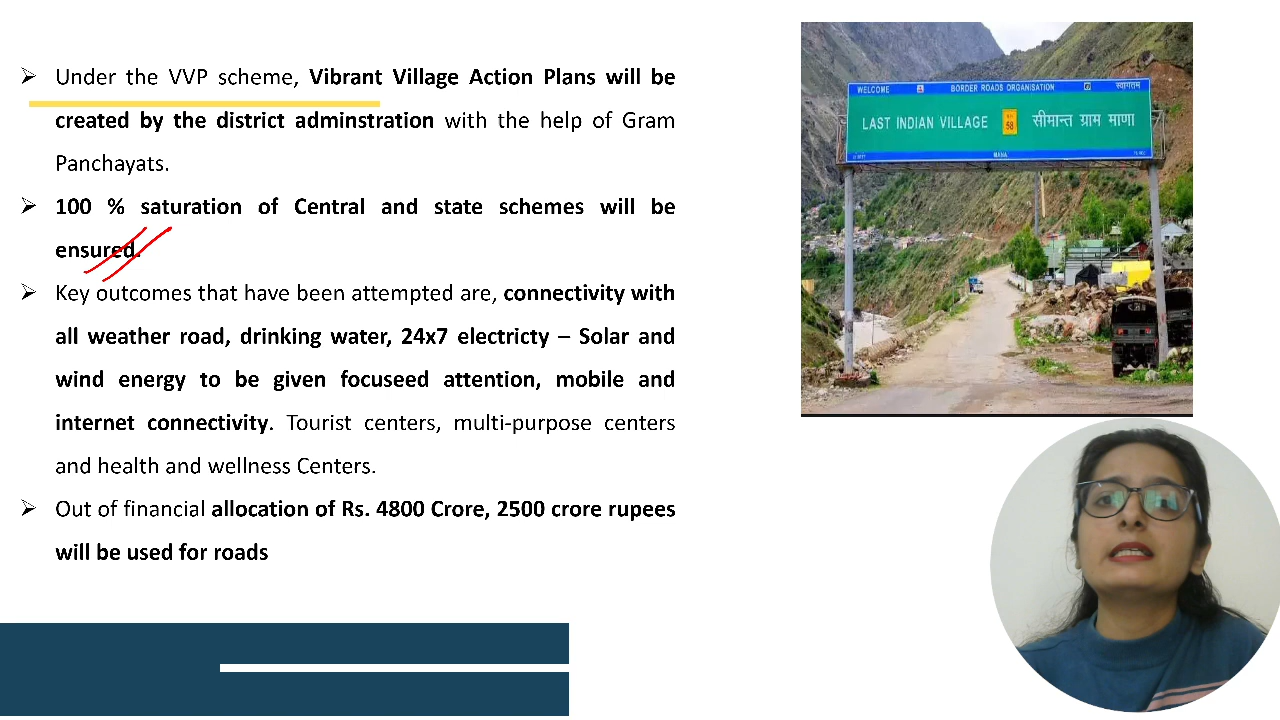 Under the VVP scheme, Vibrant Village Action Plans will be
created by the district adminstration with the help of Gram
Panchayats.
100 % saturation of Central and state schemes will be
ensured.
Key outcomes that have been attempted are, connectivity with
all weather road, drinking water, 24x7 electricty – Solar and
wind energy to be given focuseed attention, mobile and
internet connectivity. Tourist centers, multi-purpose centers
and health and wellness Centers.
Out of financial allocation of Rs. 4800 Crore, 2500 crore rupees
will be used for roads
WELCOME BORDER ROADS ORGANISATION स्वागतम
LAST INDIAN VILLAGE 58 सीमान्त ग्राम माणा
MANA